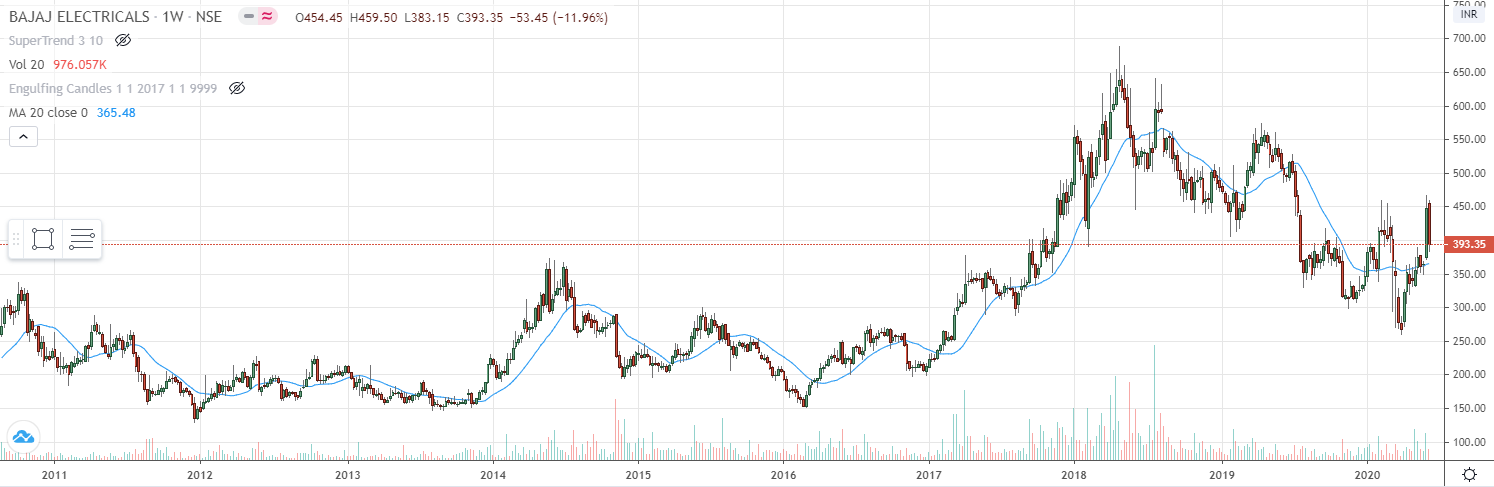 BAJAJ ELECTRICALS · 1W · NSE O454.45 H459.50 L383.15 C393.35 −53.45 (−11.96%)
SuperTrend 3 10
Vol 20 976.057K
Engulfing Candles 1 1 2017 1 1 9999
MA 20 close 0 365.48
750.00
INR
700.00
650.00
600.00
550.00
500.00
450.00
393.35
350.00
300.00
250.00
200.00
150.00
100.00
2011 2012 2013 2014 2015 2016 2017 2018 2019 2020